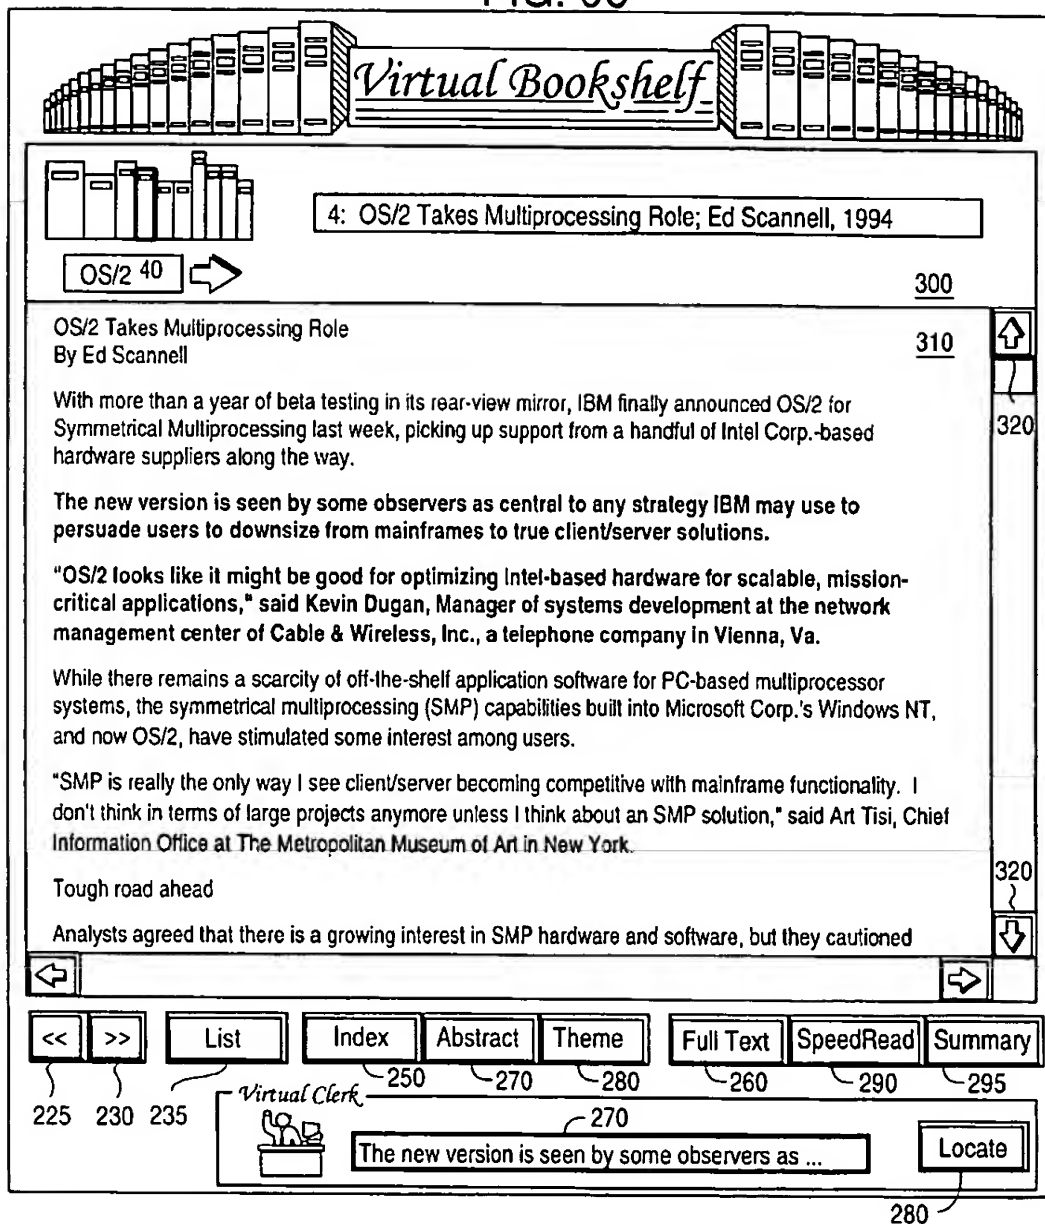 Virtual Bookshelf
4: OS/2 Takes Multiprocessing Role; Ed Scannell, 1994
OS/2 40
300
OS/2 Takes Multiprocessing Role
By Ed Scannell
310
With more than a year of beta testing in its rear-view mirror, IBM finally announced OS/2 for
Symmetrical Multiprocessing last week, picking up support from a handful of Intel Corp.-based
hardware suppliers along the way.
320
The new version is seen by some observers as central to any strategy IBM may use to
persuade users to downsize from mainframes to true client/server solutions.
"OS/2 looks like it might be good for optimizing Intel-based hardware for scalable, mission-
critical applications," said Kevin Dugan, Manager of systems development at the network
management center of Cable & Wireless, Inc., a telephone company in Vienna, Va.
While there remains a scarcity of off-the-shelf application software for PC-based multiprocessor
systems, the symmetrical multiprocessing (SMP) capabilities built into Microsoft Corp.'s Windows NT,
and now OS/2, have stimulated some interest among users.
"SMP is really the only way I see client/server becoming competitive with mainframe functionality. I
don't think in terms of large projects anymore unless I think about an SMP solution," said Art Tisi, Chief
Information Office at The Metropolitan Museum of Art in New York.
320
Tough road ahead
Analysts agreed that there is a growing interest in SMP hardware and software, but they cautioned
<< >> List Index Abstract Theme Full Text SpeedRead Summary
225 230 235 250 270 280 260 290 295
Virtual Clerk
270
The new version is seen by some observers as ...
Locate
280